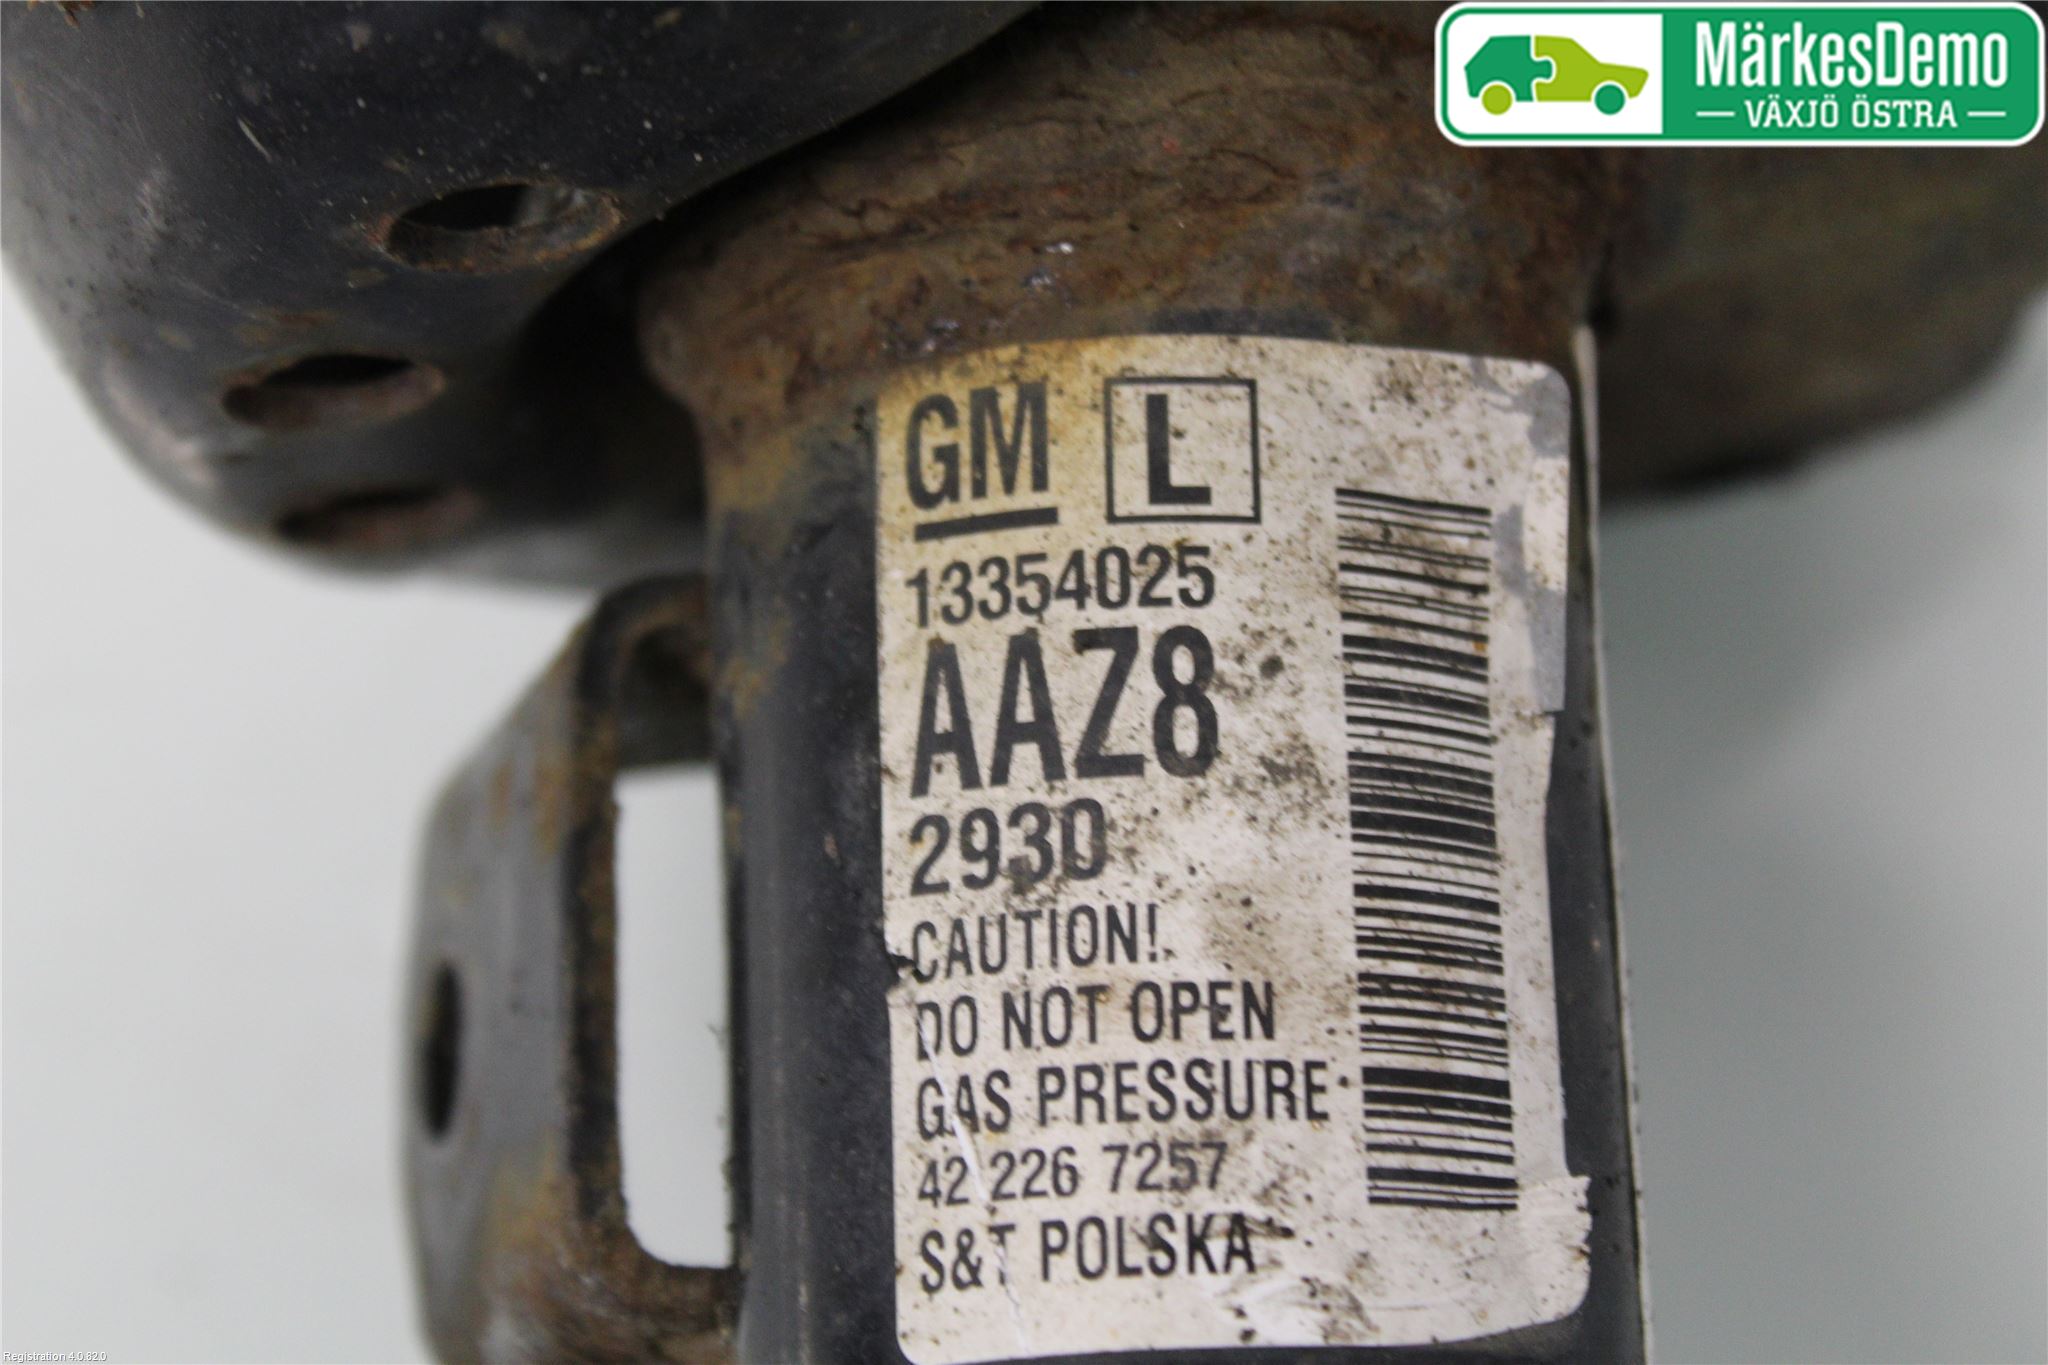 MärkesDemo
VÄXJÖ ÖSTRA
GM L
13354025
AAZ8
2930
CAUTION!
DO NOT OPEN
GAS PRESSURE
42 226 7257
S&T POLSKA
Registration 4.0.82.0